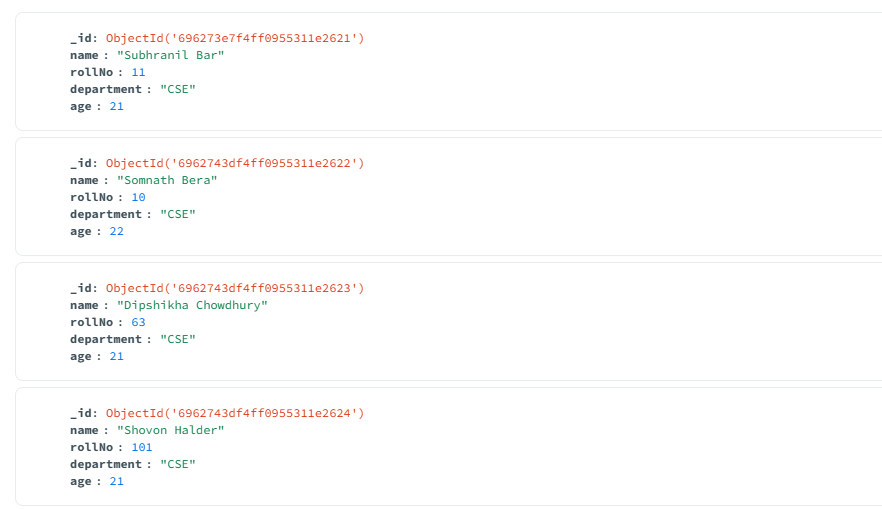 _id: ObjectId('696273e7f4ff0955311e2621')
name : "Subhranil Bar"
rollNo : 11
department : "CSE"
age : 21
_id: ObjectId('6962743df4ff0955311e2622')
name : "Somnath Bera"
rollNo : 10
department : "CSE"
age : 22
_id: ObjectId('6962743df4ff0955311e2623')
name : "Dipshikha Chowdhury"
rollNo : 63
department : "CSE"
age : 21
_id: ObjectId('6962743df4ff0955311e2624')
name : "Shovon Halder"
rollNo : 101
department : "CSE"
age : 21